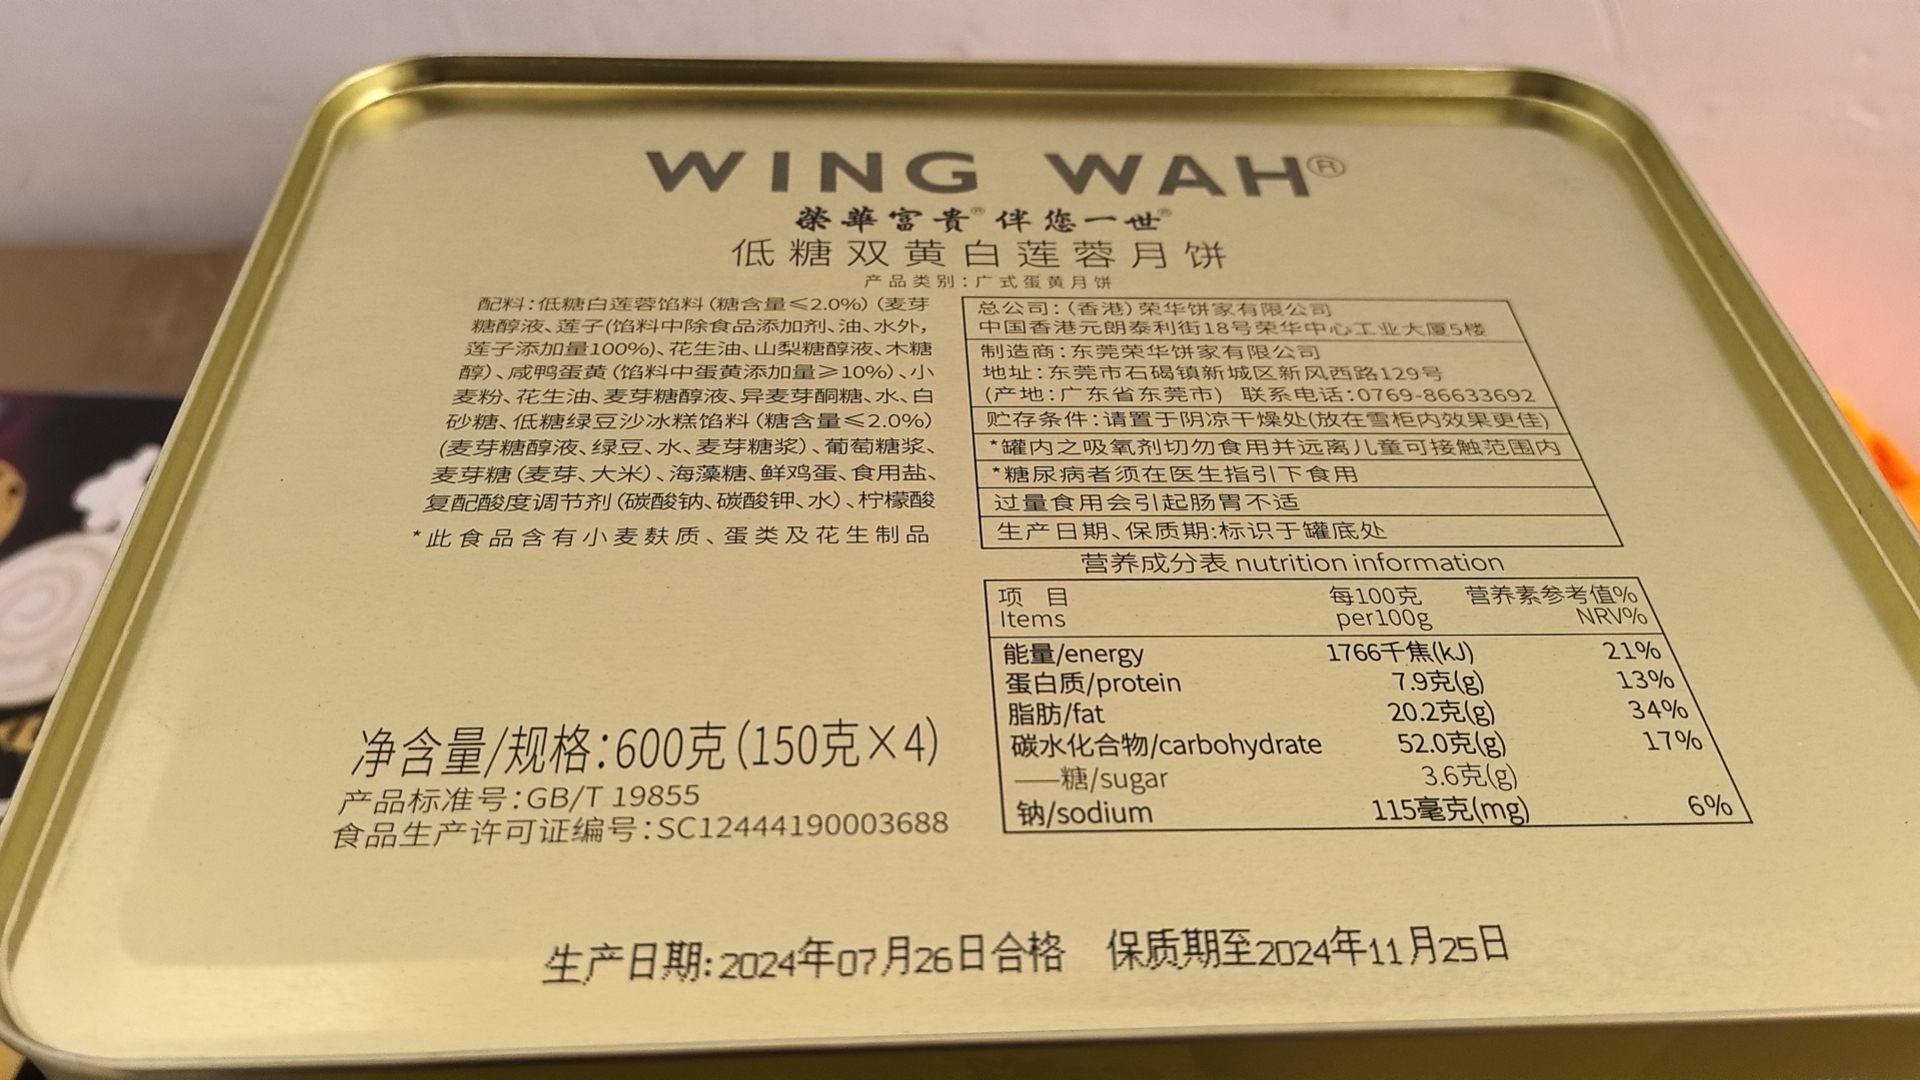 WING WAH®
榮華富貴® 伴您一世®
低糖双黄白莲蓉月饼
产品类别:广式蛋黄月饼
配料:低糖白莲蓉馅料(糖含量≤2.0%)(麦芽
糖醇液、莲子(馅料中除食品添加剂、油、水外,
莲子添加量100%)、花生油、山梨糖醇液、木糖
醇)、咸鸭蛋黄(馅料中蛋黄添加量≥10%)、小
麦粉、花生油、麦芽糖醇液、异麦芽酮糖、水、白
砂糖、低糖绿豆沙冰糕馅料(糖含量≤2.0%)
(麦芽糖醇液、绿豆、水、麦芽糖浆)、葡萄糖浆、
麦芽糖(麦芽、大米)、海藻糖、鲜鸡蛋、食用盐、
复配酸度调节剂(碳酸钠、碳酸钾、水)、柠檬酸
*此食品含有小麦麸质、蛋类及花生制品
总公司:(香港)荣华饼家有限公司
中国香港元朗泰利街18号荣华中心工业大厦5楼
制造商:东莞荣华饼家有限公司
地址:东莞市石碣镇新城区新风西路129号
(产地:广东省东莞市) 联系电话:0769-86633692
贮存条件:请置于阴凉干燥处(放在雪柜内效果更佳)
*罐内之吸氧剂切勿食用并远离儿童可接触范围内
*糖尿病者须在医生指引下食用
过量食用会引起肠胃不适
生产日期、保质期:标识于罐底处
营养成分表 nutrition information
项 目 每100克 营养素参考值%
Items per100g NRV%
能量/energy 1766千焦(kJ) 21%
蛋白质/protein 7.9克(g) 13%
脂肪/fat 20.2克(g) 34%
碳水化合物/carbohydrate 52.0克(g) 17%
——糖/sugar 3.6克(g)
钠/sodium 115毫克(mg) 6%
净含量/规格:600克(150克×4)
产品标准号:GB/T 19855
食品生产许可证编号:SC12444190003688
生产日期:2024年07月26日合格 保质期至2024年11月25日